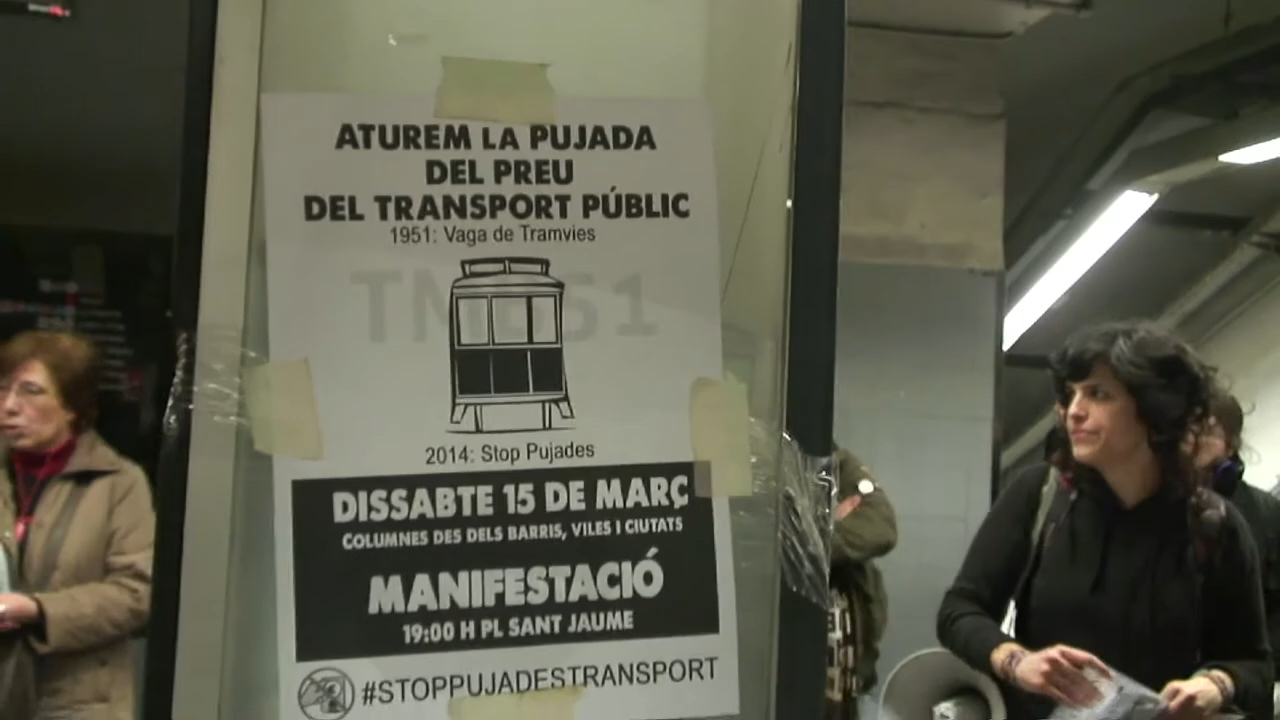 ATUREM LA PUJADA
DEL PREU
DEL TRANSPORT PÚBLIC
1951: Vaga de Tramvies
2014: Stop Pujades
DISSABTE 15 DE MARÇ
COLUMNES DES DELS BARRIS, VILES I CIUTATS
MANIFESTACIÓ
19:00 H PL SANT JAUME
#STOPPUJADESTRANSPORT